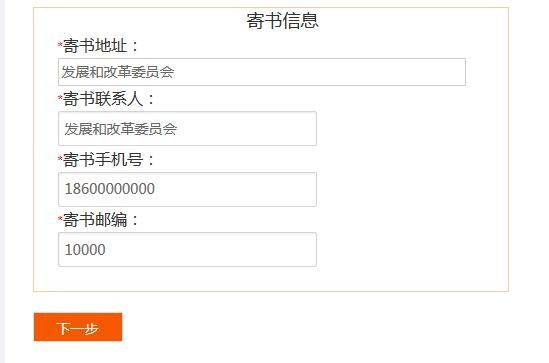 寄书信息
*寄书地址：
发展和改革委员会
*寄书联系人：
发展和改革委员会
*寄书手机号：
18600000000
*寄书邮编：
10000
下一步